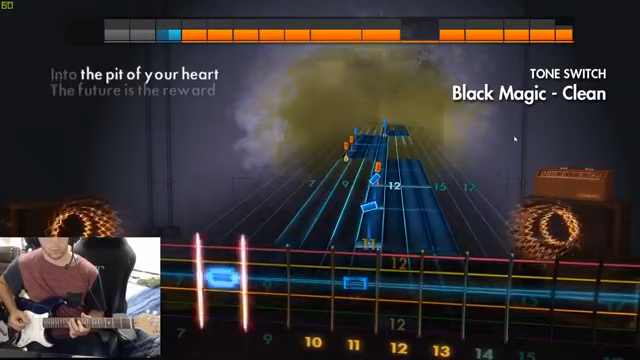 60
Into the pit of your heart
The future is the reward
TONE SWITCH
Black Magic - Clean
7 9 12 15 17
11
12
12
7 9 10 11 12 13 14 15